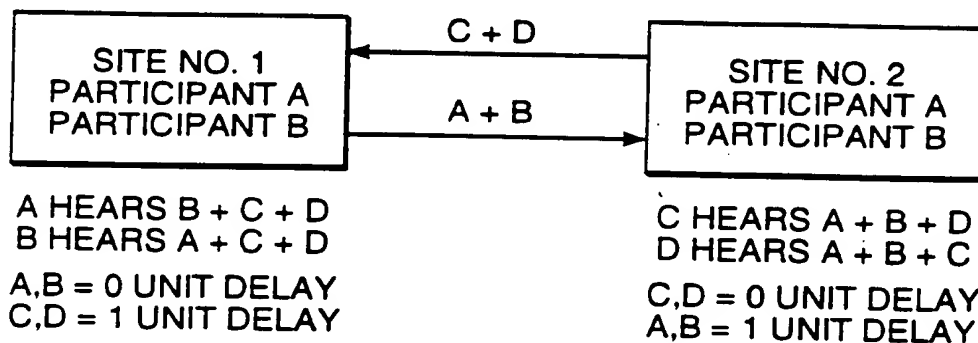 SITE NO. 1
PARTICIPANT A
PARTICIPANT B
C + D
A + B
SITE NO. 2
PARTICIPANT A
PARTICIPANT B
A HEARS B + C + D
B HEARS A + C + D
A,B = 0 UNIT DELAY
C,D = 1 UNIT DELAY
C HEARS A + B + D
D HEARS A + B + C
C,D = 0 UNIT DELAY
A,B = 1 UNIT DELAY